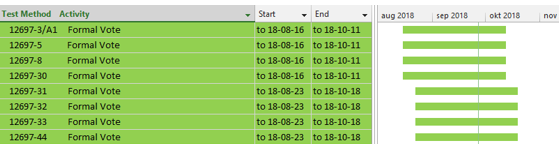 Test Method Activity Start End aug 2018 sep 2018 okt 2018 nov
12697-3/A1 Formal Vote to 18-08-16 to 18-10-11
12697-5 Formal Vote to 18-08-16 to 18-10-11
12697-8 Formal Vote to 18-08-16 to 18-10-11
12697-30 Formal Vote to 18-08-16 to 18-10-11
12697-31 Formal Vote to 18-08-23 to 18-10-18
12697-32 Formal Vote to 18-08-23 to 18-10-18
12697-33 Formal Vote to 18-08-23 to 18-10-18
12697-44 Formal Vote to 18-08-23 to 18-10-18